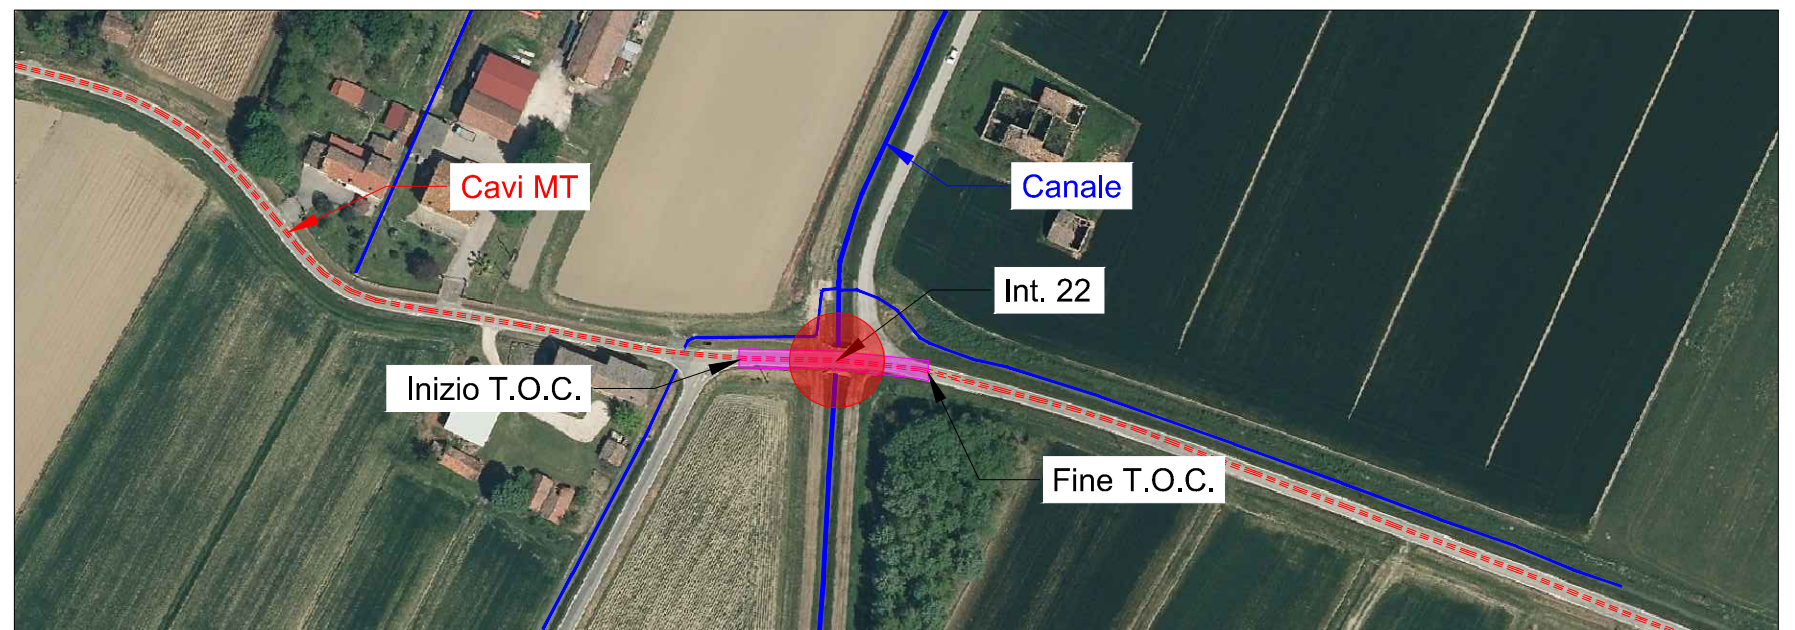 Cavi MT
Canale
Int. 22
Inizio T.O.C.
Fine T.O.C.